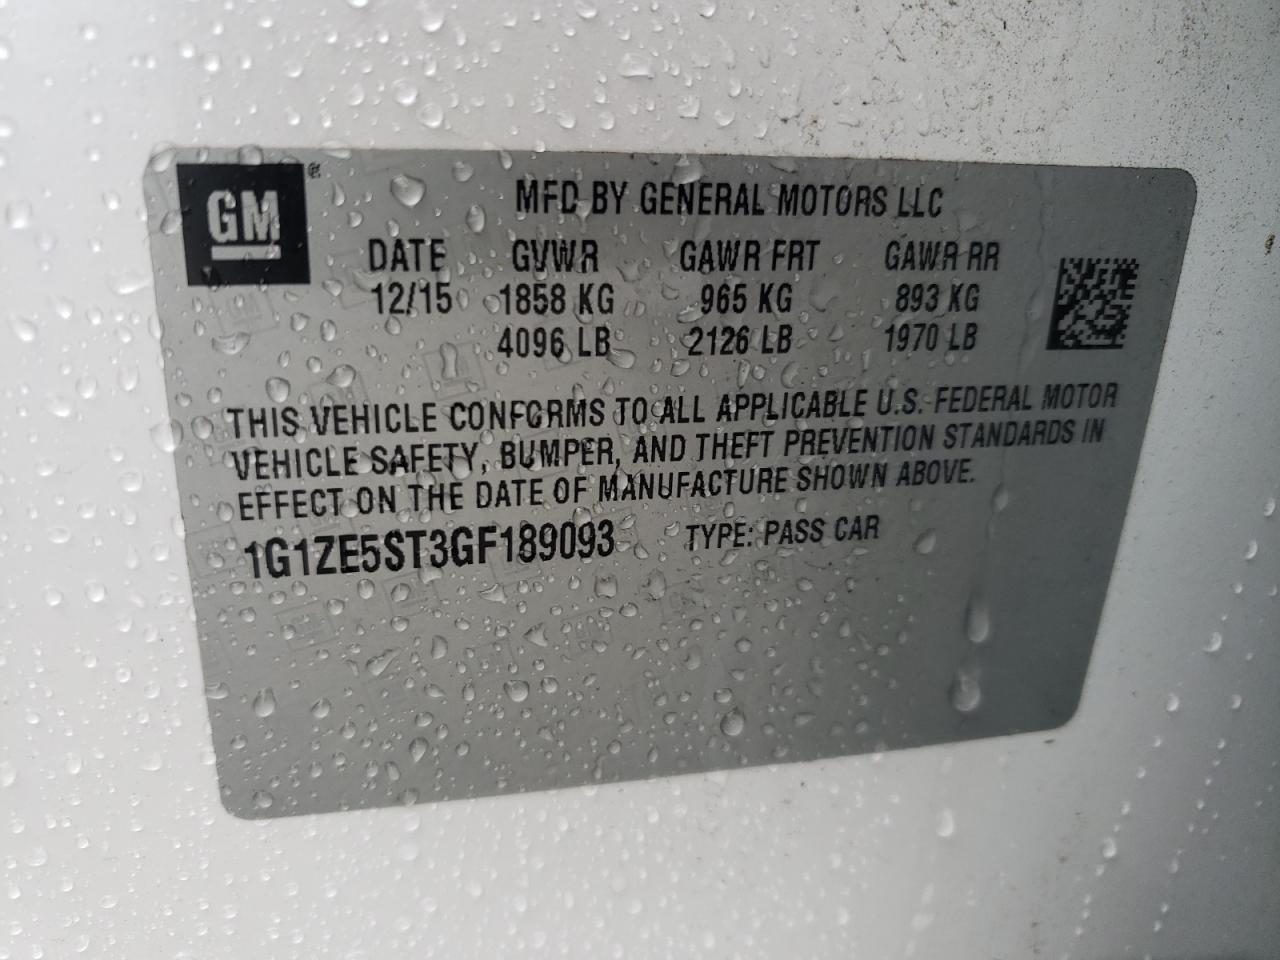 GM®
MFD BY GENERAL MOTORS LLC
DATE GVWR GAWR FRT GAWR RR
12/15 1858 KG 965 KG 893 KG
4096 LB 2126 LB 1970 LB
THIS VEHICLE CONFORMS TO ALL APPLICABLE U.S. FEDERAL MOTOR
VEHICLE SAFETY, BUMPER, AND THEFT PREVENTION STANDARDS IN
EFFECT ON THE DATE OF MANUFACTURE SHOWN ABOVE.
1G1ZE5ST3GF189093 TYPE: PASS CAR